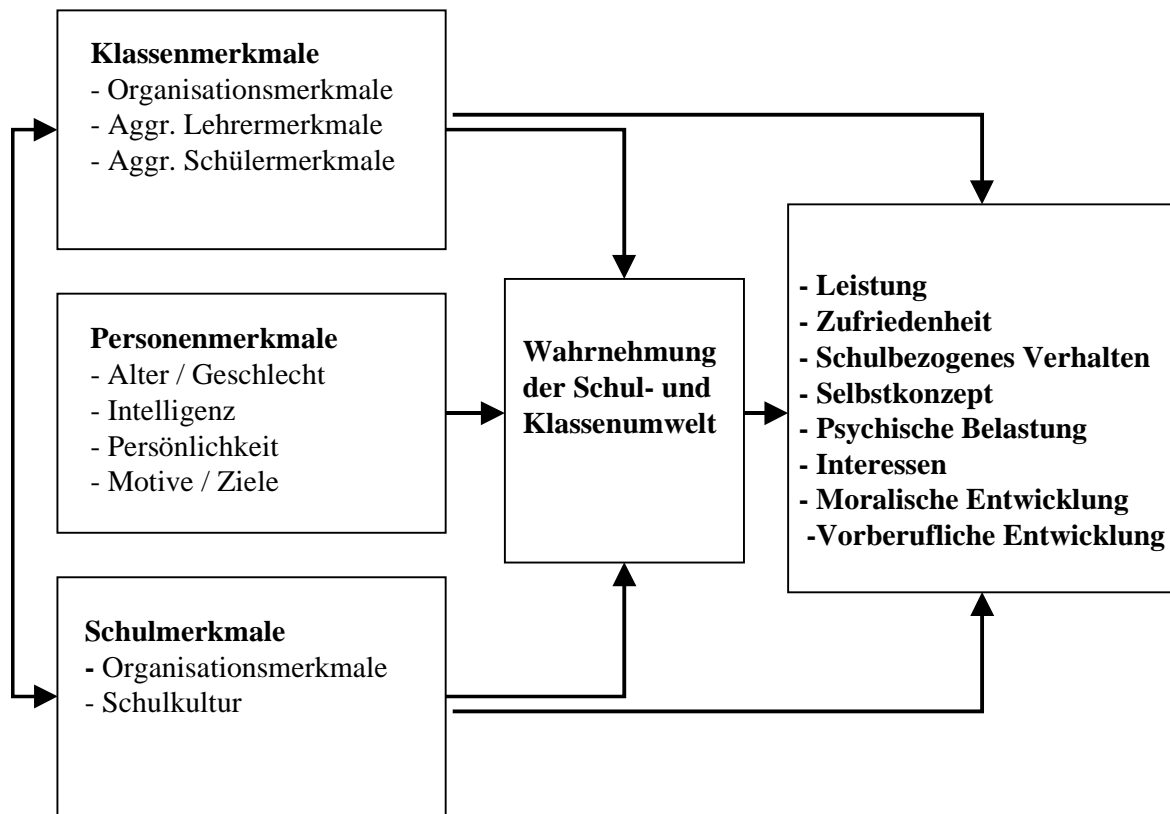 Klassenmerkmale
- Organisationsmerkmale
- Aggr. Lehrermerkmale
- Aggr. Schülermerkmale
Personenmerkmale
- Alter / Geschlecht
- Intelligenz
- Persönlichkeit
- Motive / Ziele
Schulmerkmale
- Organisationsmerkmale
- Schulkultur
Wahrnehmung
der Schul- und
Klassenumwelt
- Leistung
- Zufriedenheit
- Schulbezogenes Verhalten
- Selbstkonzept
- Psychische Belastung
- Interessen
- Moralische Entwicklung
-Vorberufliche Entwicklung